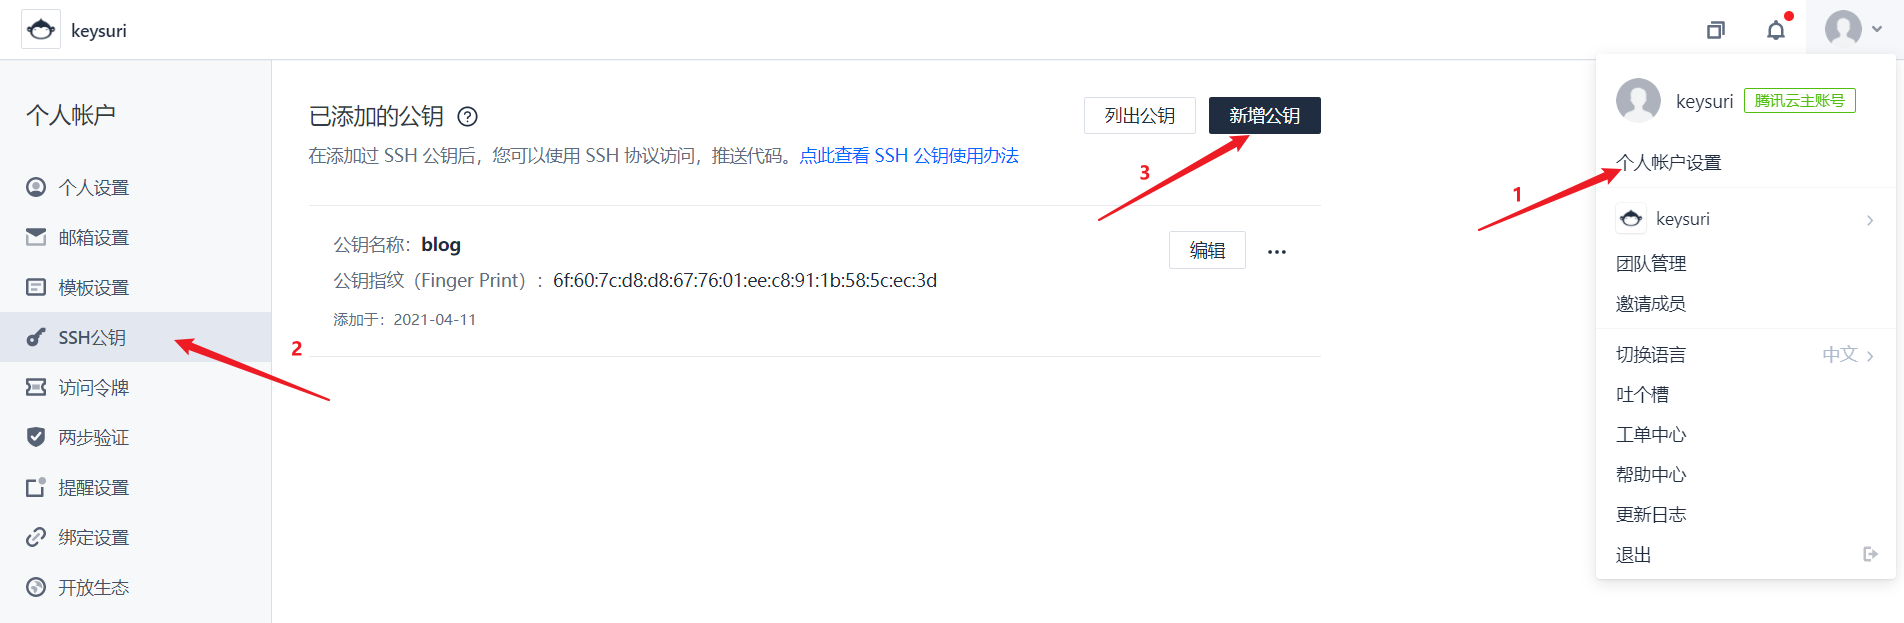 keysuri
个人帐户
个人设置
邮箱设置
模板设置
SSH公钥
访问令牌
两步验证
提醒设置
绑定设置
开放生态
已添加的公钥
列出公钥
新增公钥
在添加过 SSH 公钥后，您可以使用 SSH 协议访问，推送代码。点此查看 SSH 公钥使用办法
公钥名称：blog
编辑
公钥指纹（Finger Print）：6f:60:7c:d8:d8:67:76:01:ee:c8:91:1b:58:5c:ec:3d
添加于：2021-04-11
1
2
3
keysuri 腾讯云主账号
个人帐户设置
keysuri
团队管理
邀请成员
切换语言 中文
吐个槽
工单中心
帮助中心
更新日志
退出